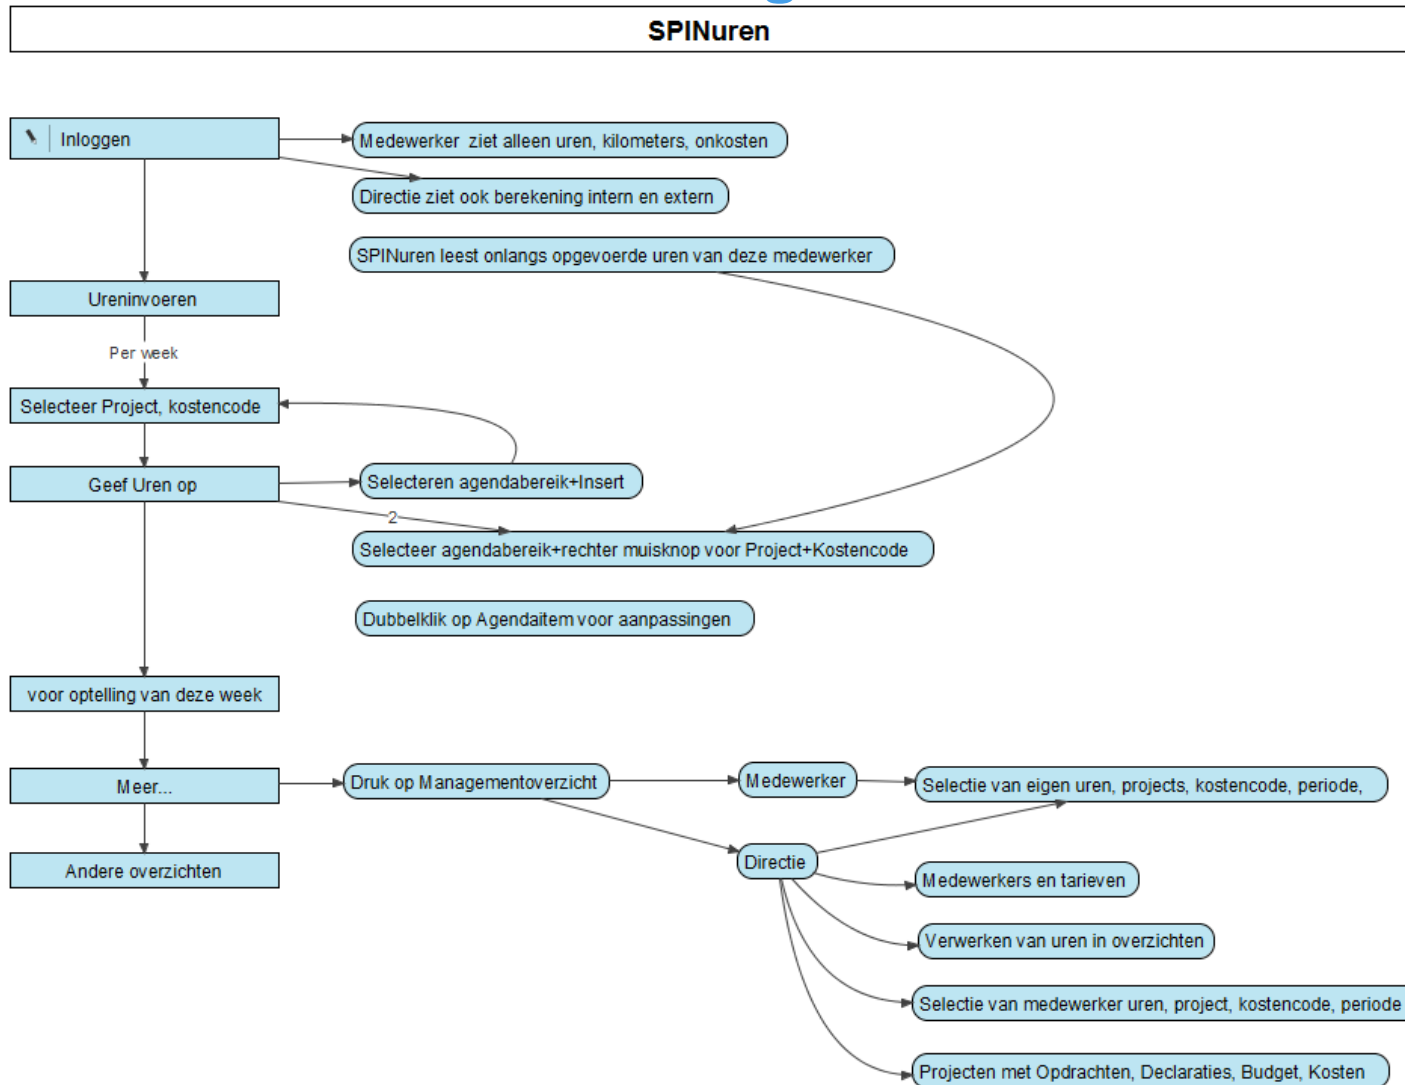 SPINuren
Inloggen
Medewerker ziet alleen uren, kilometers, onkosten
Directie ziet ook berekening intern en extern
SPINuren leest onlangs opgevoerde uren van deze medewerker
Ureninvoeren
Per week
Selecteer Project, kostencode
Geef Uren op
Selecteren agendabereik+Insert
2
Selecteer agendabereik+rechter muisknop voor Project+Kostencode
Dubbelklik op Agendaitem voor aanpassingen
voor optelling van deze week
Meer...
Druk op Managementoverzicht
Medewerker
Selectie van eigen uren, projects, kostencode, periode,
Andere overzichten
Directie
Medewerkers en tarieven
Verwerken van uren in overzichten
Selectie van medewerker uren, project, kostencode, periode
Projecten met Opdrachten, Declaraties, Budget, Kosten